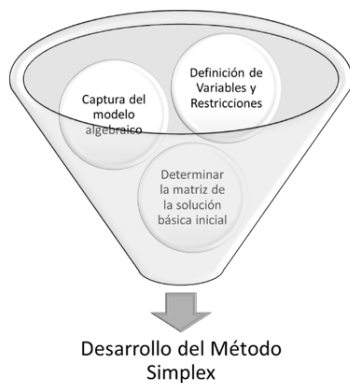 Captura del
modelo
algebraico
Definición de
Variables y
Restricciones
Determinar
la matriz de
la solución
básica inicial
Desarrollo del Método
Simplex